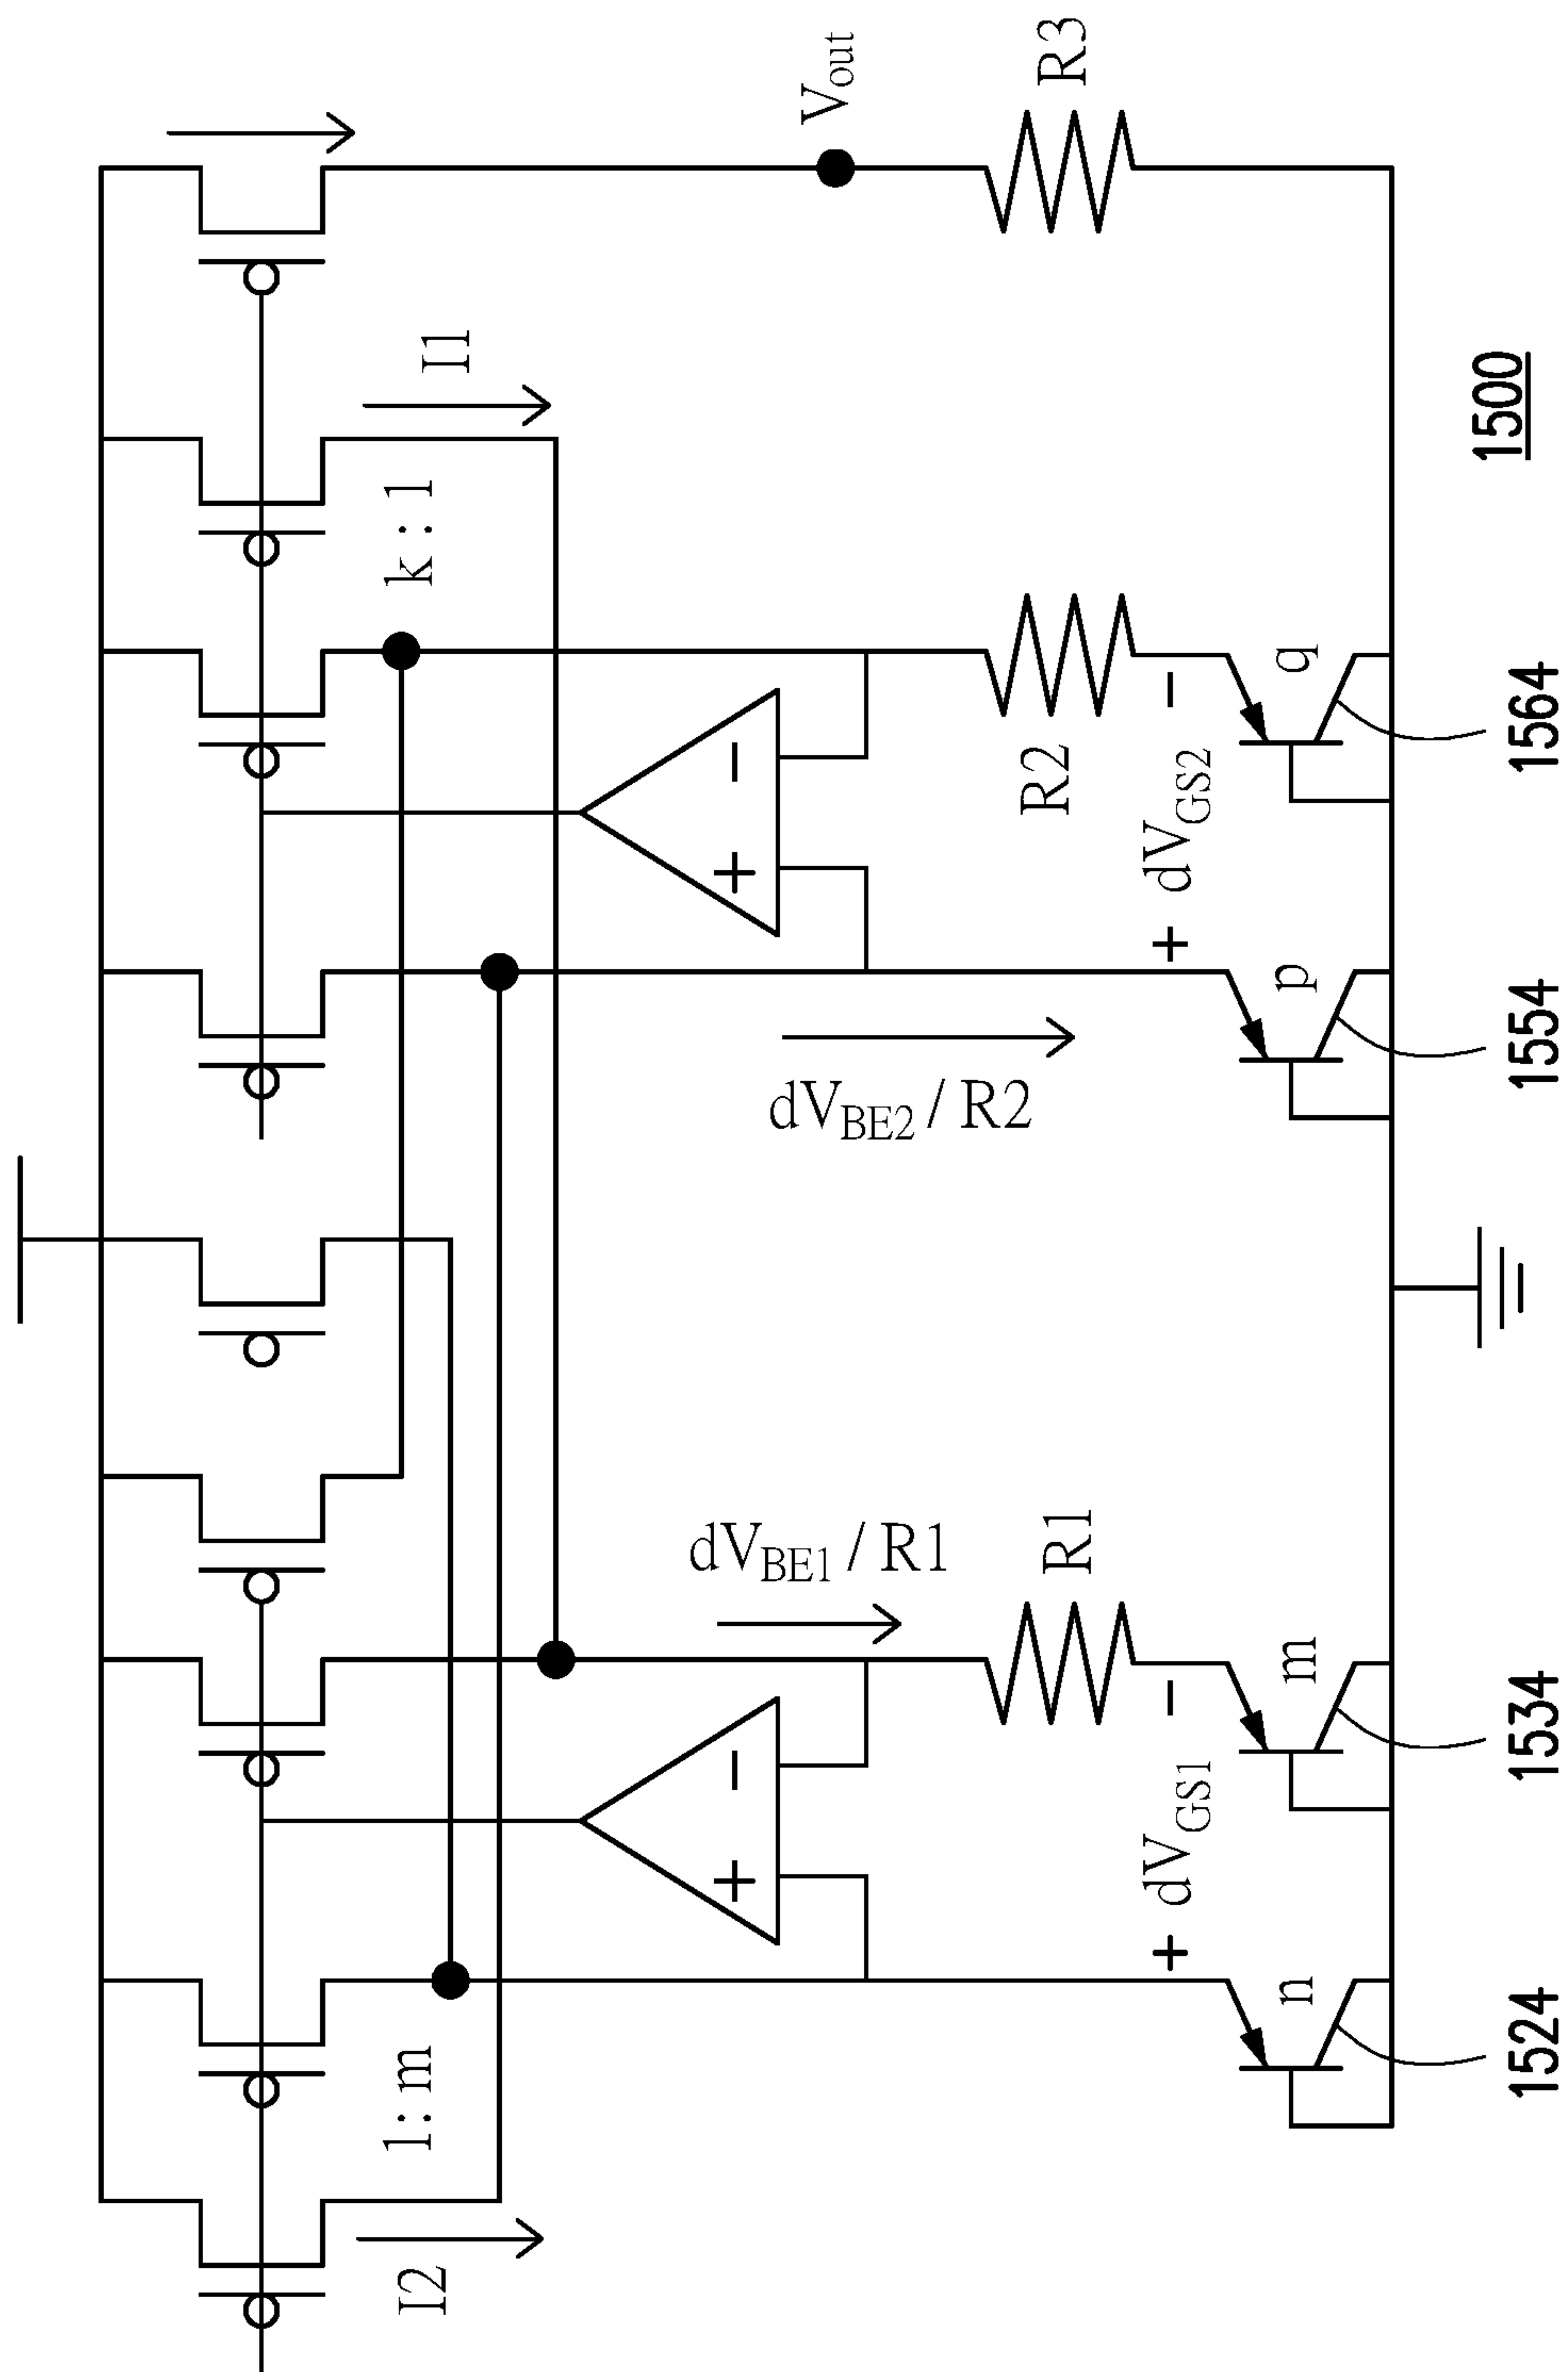 I2
1: m
k : 1
I1
Vout
dVBE1 / R1
dVBE2 / R2
R1
R2
R3
+ dVGS1 −
+ dVGS2 −
+ −
+ −
n
m
p
q
1524
1534
1554
1564
1500